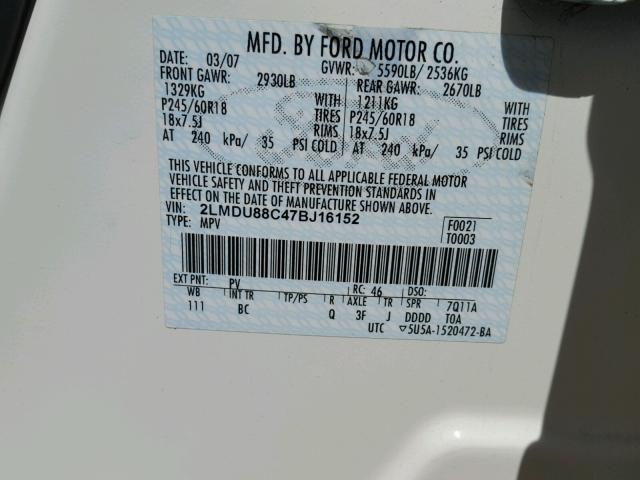 MFD. BY FORD MOTOR CO.
DATE: 03/07 GVWR: 5590LB/ 2536KG
FRONT GAWR: 2930LB REAR GAWR: 2670LB
1329KG WITH 1211KG WITH
P245/60R18 TIRES P245/60R18 TIRES
18x7.5J RIMS 18x7.5J RIMS
AT 240 kPa/ 35 PSI COLD AT 240 kPa/ 35 PSI COLD
THIS VEHICLE CONFORMS TO ALL APPLICABLE FEDERAL MOTOR
VEHICLE SAFETY AND THEFT PREVENTION STANDARDS IN
EFFECT ON THE DATE OF MANUFACTURE SHOWN ABOVE.
VIN: 2LMDU88C47BJ16152 F0021
TYPE: MPV T0003
EXT PNT: PV RC: 46 DSO:
WB INT TR TP/PS R AXLE TR SPR 7Q11A
111 BC Q 3F J DDDD T0A
UTC ▽5U5A-1520472-BA